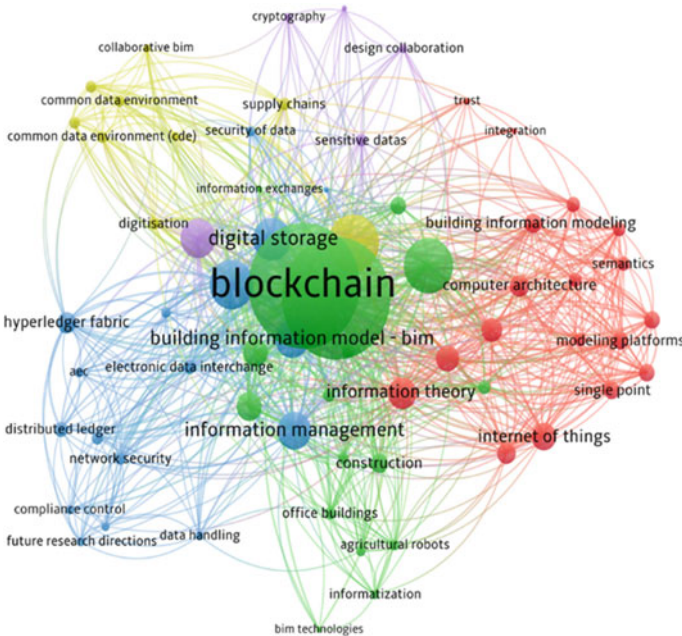 cryptography
collaborative bim
design collaboration
common data environment
supply chains
trust
common data environment (cde)
security of data
sensitive datas
integration
information exchanges
digitisation
digital storage
building information modeling
semantics
blockchain
computer architecture
hyperledger fabric
building information model - bim
modeling platforms
aec
electronic data interchange
information theory
single point
distributed ledger
information management
internet of things
network security
construction
compliance control
office buildings
future research directions
data handling
agricultural robots
informatization
bim technologies